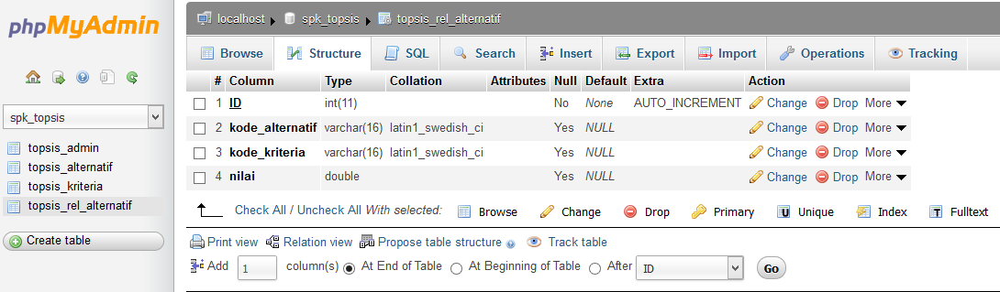 phpMyAdmin
spk_topsis
topsis_admin
topsis_alternatif
topsis_kriteria
topsis_rel_alternatif
Create table
localhost spk_topsis topsis_rel_alternatif
Browse Structure SQL Search Insert Export Import Operations Tracking
# Column Type Collation Attributes Null Default Extra Action
1 ID int(11) No None AUTO_INCREMENT Change Drop More
2 kode_alternatif varchar(16) latin1_swedish_ci Yes NULL Change Drop More
3 kode_kriteria varchar(16) latin1_swedish_ci Yes NULL Change Drop More
4 nilai double Yes NULL Change Drop More
Check All / Uncheck All With selected: Browse Change Drop Primary Unique Index Fulltext
Print view Relation view Propose table structure Track table
Add 1 column(s) At End of Table At Beginning of Table After ID Go